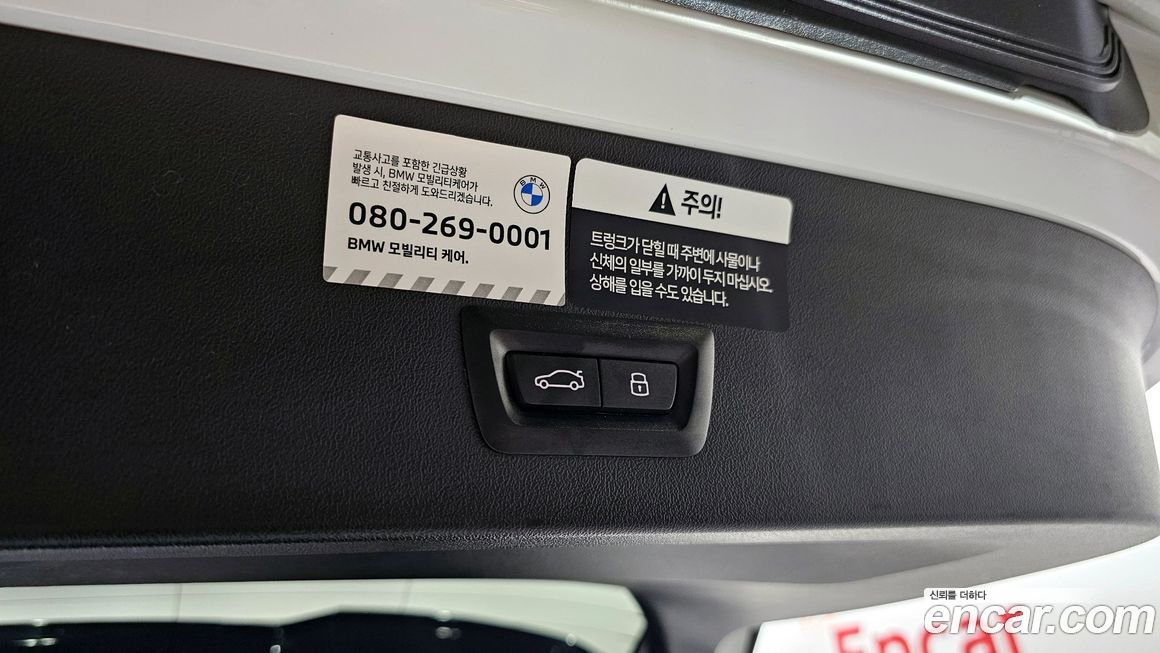 교통사고를 포함한 긴급상황
발생 시, BMW 모빌리티케어가
빠르고 친절하게 도와드리겠습니다.
BMW
080-269-0001
BMW 모빌리티 케어.
주의!
트렁크가 닫힐 때 주변에 사물이나
신체의 일부를 가까이 두지 마십시오.
상해를 입을 수도 있습니다.
신뢰를 더하다
encar.com
Encar